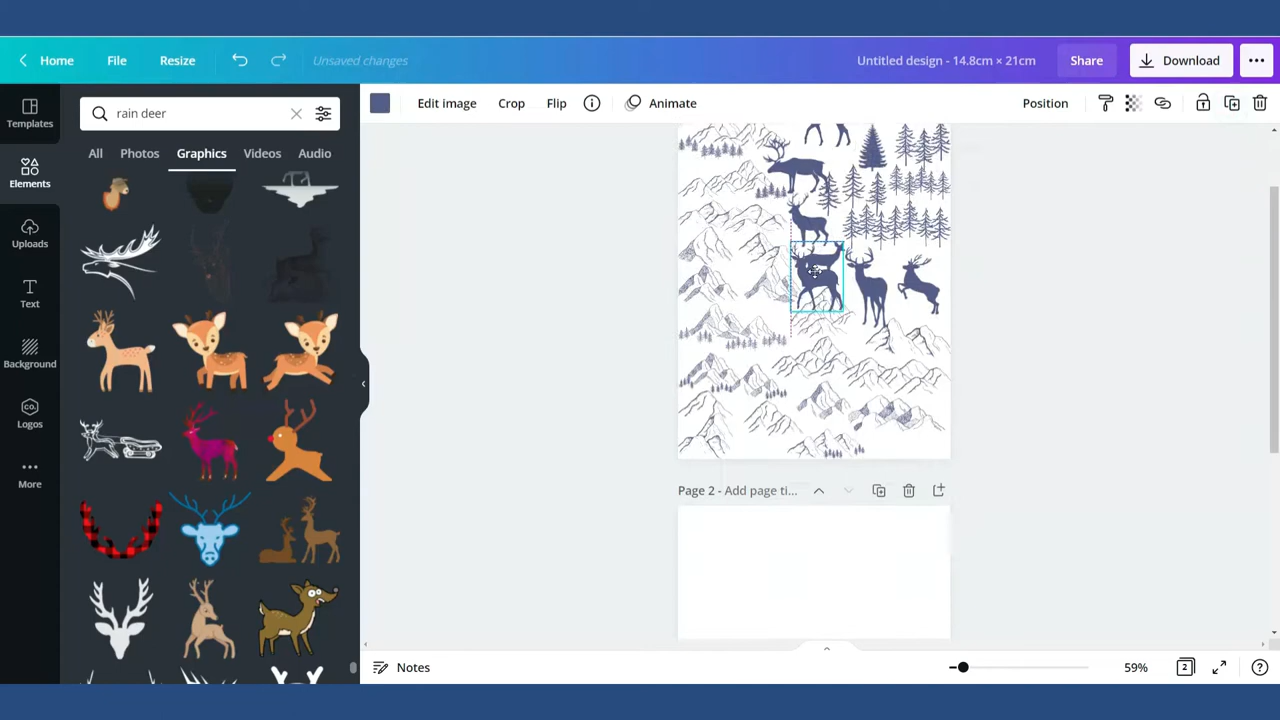 Home
File
Resize
Unsaved changes
Untitled design - 14.8cm × 21cm
Share
Download
Templates
rain deer
Edit image
Crop
Flip
Animate
Position
All
Photos
Graphics
Videos
Audio
Elements
Uploads
Text
Background
Co.
Logos
More
Page 2 - Add page ti...
Notes
59%
2